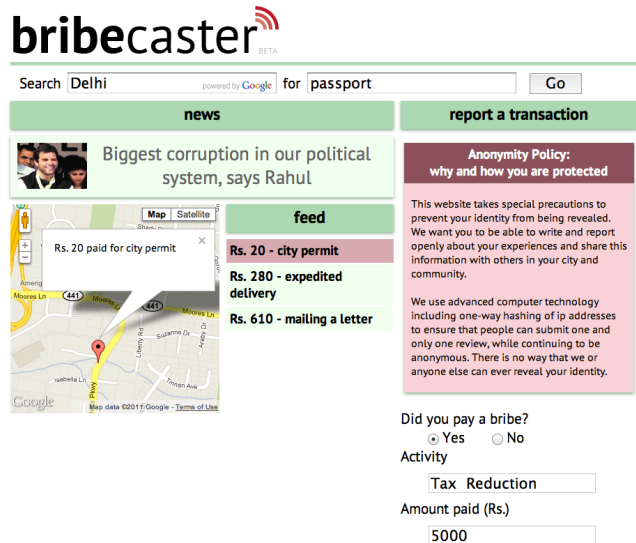 bribecaster
BETA
Search Delhi powered by Google for passport Go
news
Biggest corruption in our political
system, says Rahul
Map Satellite
Rs. 20 paid for city permit
Moores Ln
441
Moores
441
Moores Ln
Suzanne Dr
Liberty Rd
Araby Dr
Isabella Ln
Pkwy
Google
Map data ©2011 Google - Terms of Use
feed
Rs. 20 - city permit
Rs. 280 - expedited
delivery
Rs. 610 - mailing a letter
report a transaction
Anonymity Policy:
why and how you are protected
This website takes special precautions to
prevent your identity from being revealed.
We want you to be able to write and report
openly about your experiences and share this
information with others in your city and
community.
We use advanced computer technology
including one-way hashing of ip addresses
to ensure that people can submit one and
only one review, while continuing to be
anonymous. There is no way that we or
anyone else can ever reveal your identity.
Did you pay a bribe?
Yes No
Activity
Tax Reduction
Amount paid (Rs.)
5000